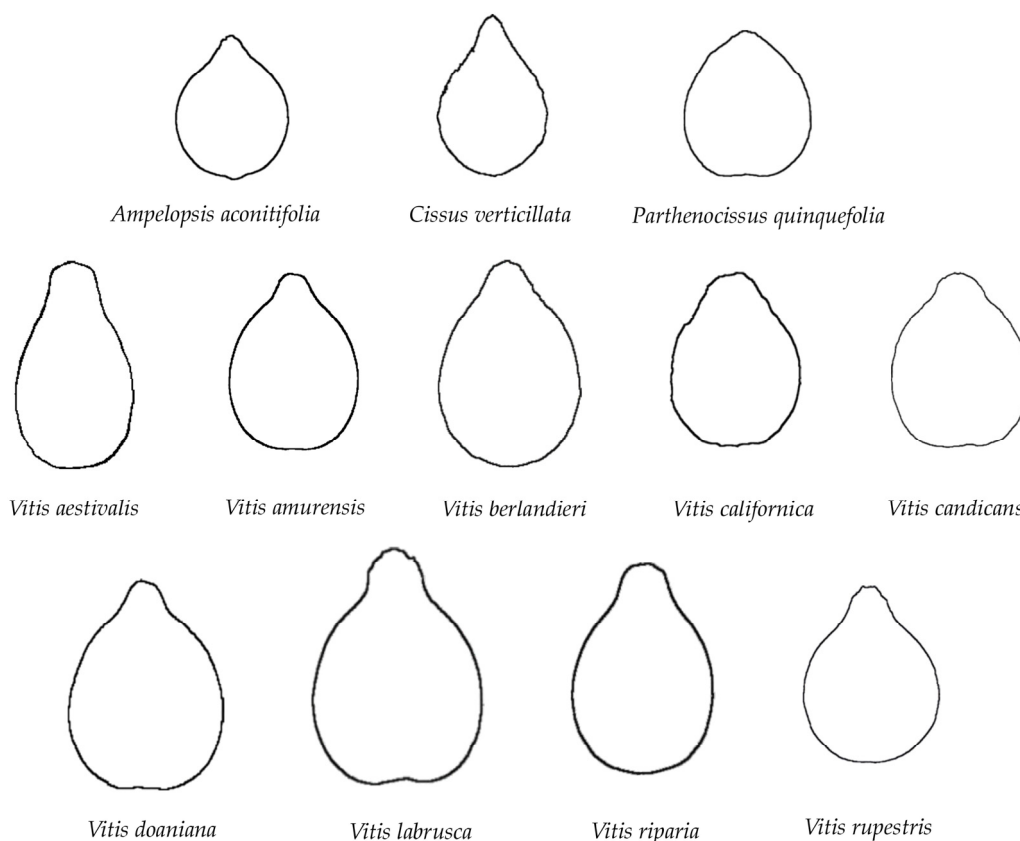 Ampelopsis aconitifolia
Cissus verticillata
Parthenocissus quinquefolia
Vitis aestivalis
Vitis amurensis
Vitis berlandieri
Vitis californica
Vitis candicans
Vitis doaniana
Vitis labrusca
Vitis riparia
Vitis rupestris